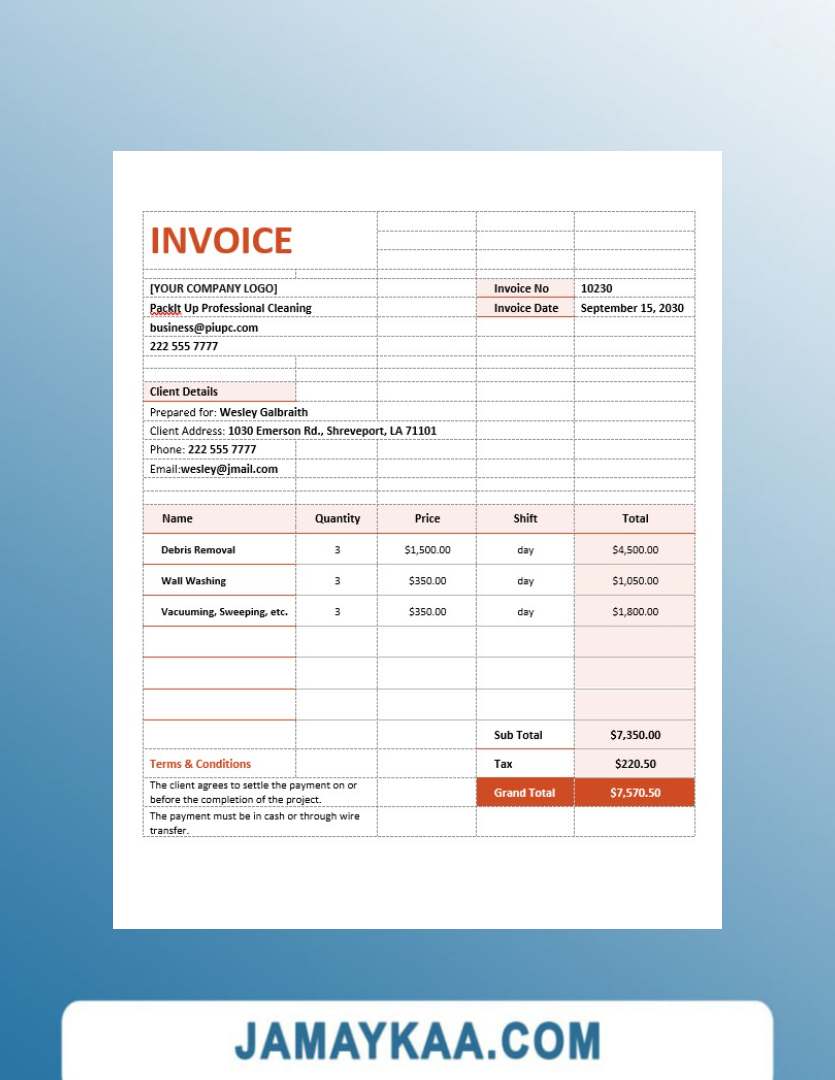 INVOICE
[YOUR COMPANY LOGO]
Invoice No 10230
PackIt Up Professional Cleaning
Invoice Date September 15, 2030
business@piupc.com
222 555 7777
Client Details
Prepared for: Wesley Galbraith
Client Address: 1030 Emerson Rd., Shreveport, LA 71101
Phone: 222 555 7777
Email:wesley@jmail.com
Name Quantity Price Shift Total
Debris Removal 3 $1,500.00 day $4,500.00
Wall Washing 3 $350.00 day $1,050.00
Vacuuming, Sweeping, etc. 3 $350.00 day $1,800.00
Sub Total $7,350.00
Terms & Conditions
Tax $220.50
The client agrees to settle the payment on or
before the completion of the project.
Grand Total $7,570.50
The payment must be in cash or through wire
transfer.
JAMAYKAA.COM